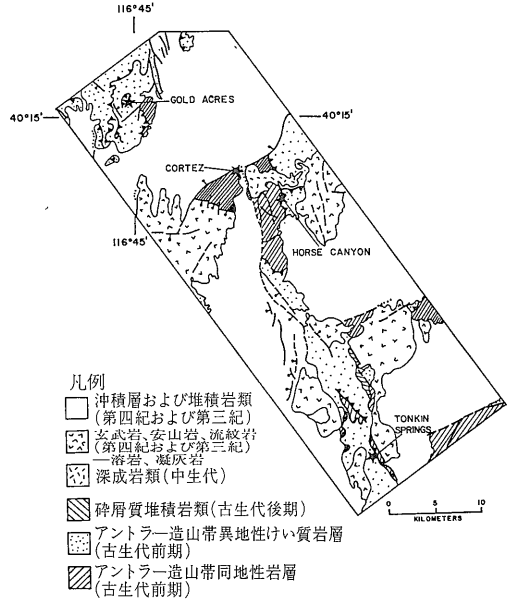 116°45'
40°15'
GOLD ACRES
40°15'
CORTEZ
116°45'
HORSE CANYON
凡例
沖積層および堆積岩類
(第四紀および第三紀)
玄武岩、安山岩、流紋岩
(第四紀および第三紀)
—溶岩、凝灰岩
深成岩類(中生代)
砕屑質堆積岩類(古生代後期)
アントラー造山帯異地性けい質岩層
(古生代前期)
アントラー造山帯同地性岩層
(古生代前期)
TONKIN
SPRINGS
0 5 10
KILOMETERS